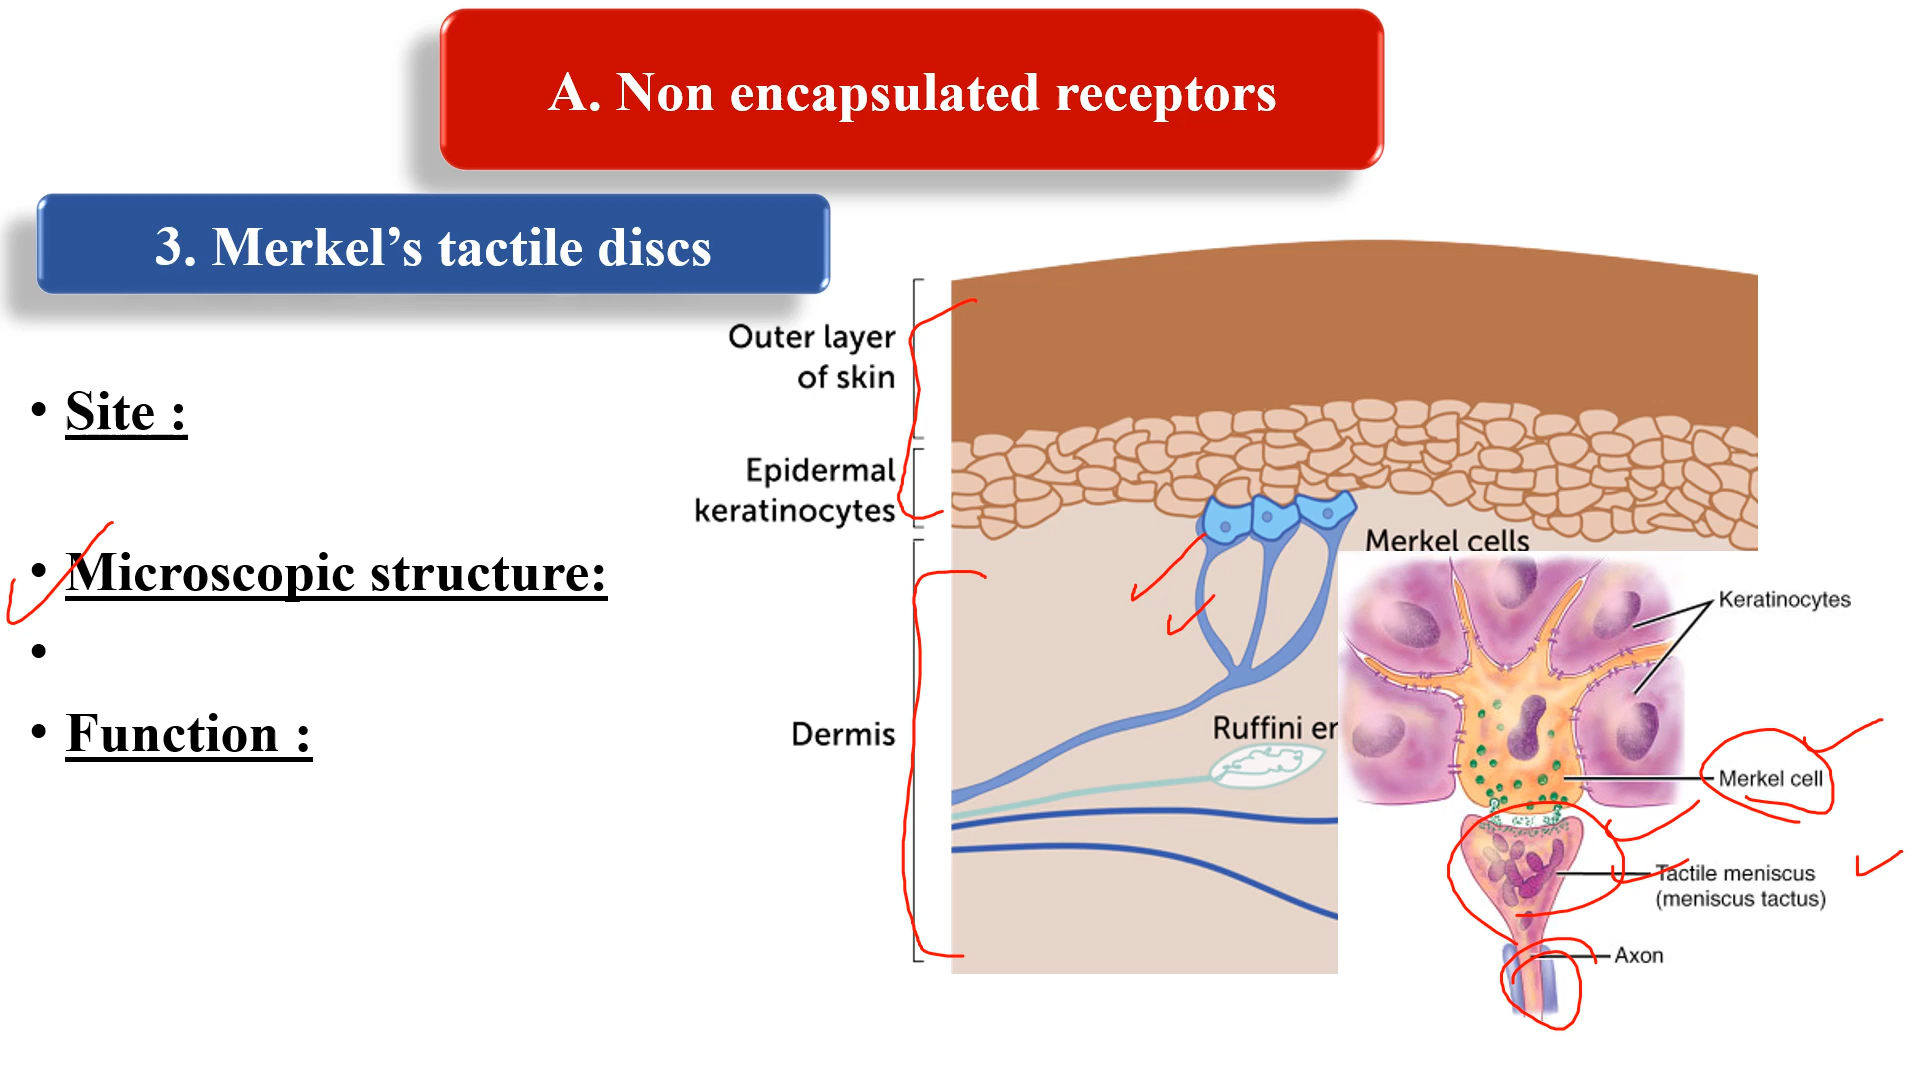 A. Non encapsulated receptors
3. Merkel’s tactile discs
• Site :
• Microscopic structure:
•
• Function :
Outer layer
of skin
Epidermal
keratinocytes
Dermis
Merkel cells
Ruffini er
Keratinocytes
Merkel cell
Tactile meniscus
(meniscus tactus)
Axon